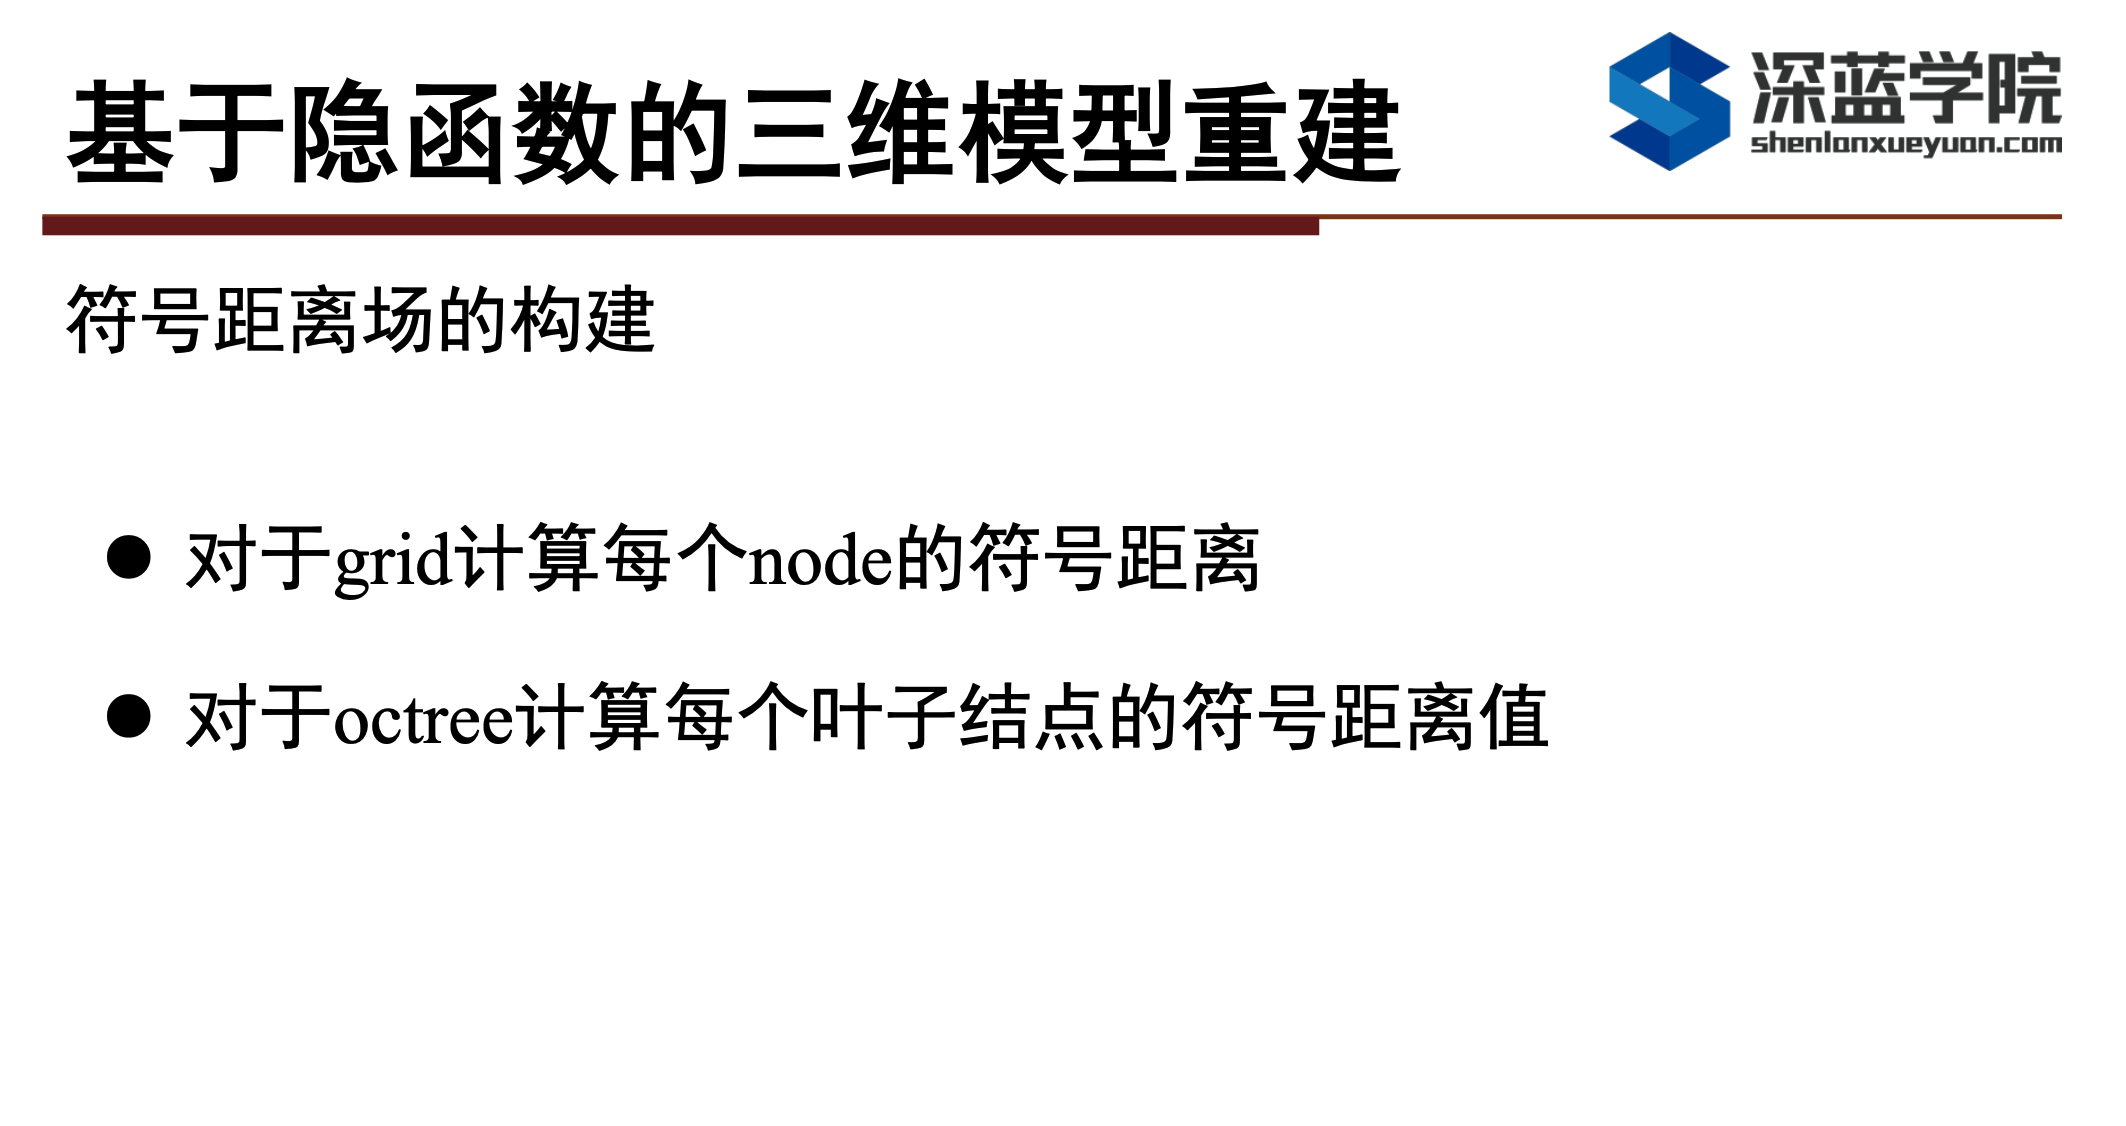 基于隐函数的三维模型重建
深蓝学院
shenlanxueyuan.com
符号距离场的构建
● 对于grid计算每个node的符号距离
● 对于octree计算每个叶子结点的符号距离值